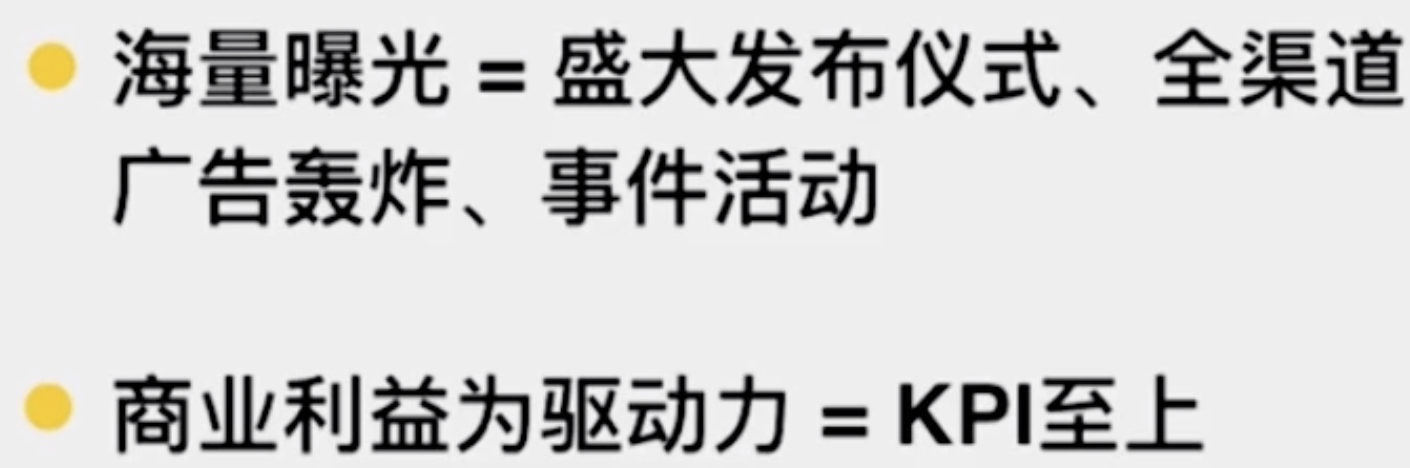 海量曝光 = 盛大发布仪式、全渠道
广告轰炸、事件活动
商业利益为驱动力 = KPI至上